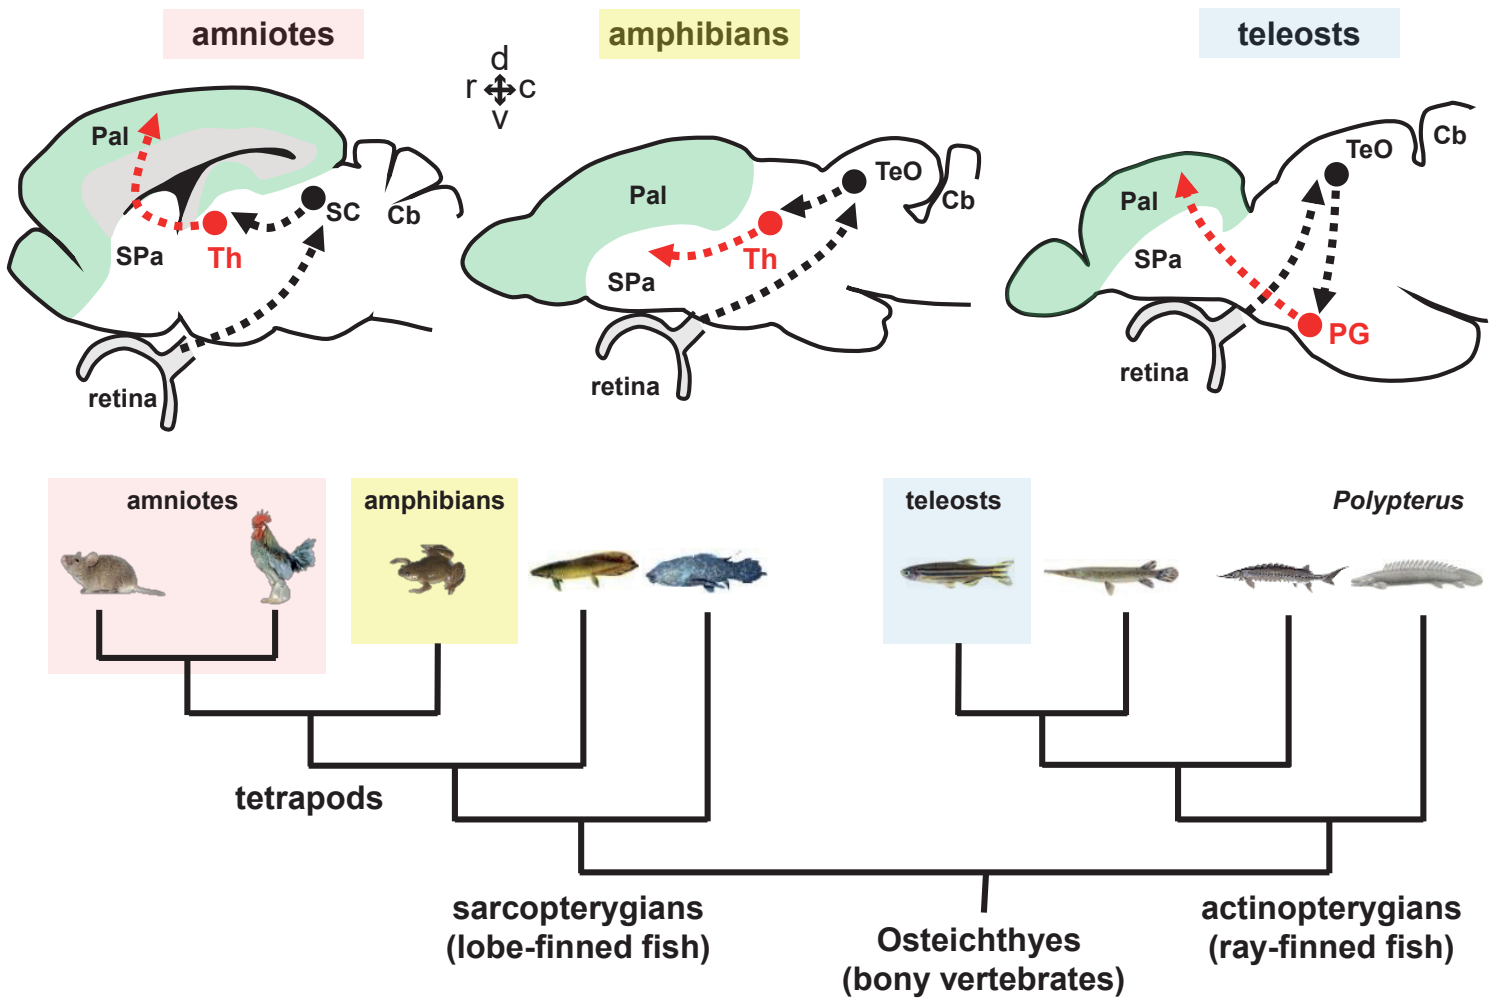 amniotes
amphibians
teleosts
d
r c
v
Pal
SPa
Th
SC
Cb
retina
Pal
SPa
Th
TeO
Cb
retina
Pal
SPa
TeO
Cb
PG
retina
amniotes
amphibians
teleosts
Polypterus
tetrapods
sarcopterygians
(lobe-finned fish)
Osteichthyes
(bony vertebrates)
actinopterygians
(ray-finned fish)